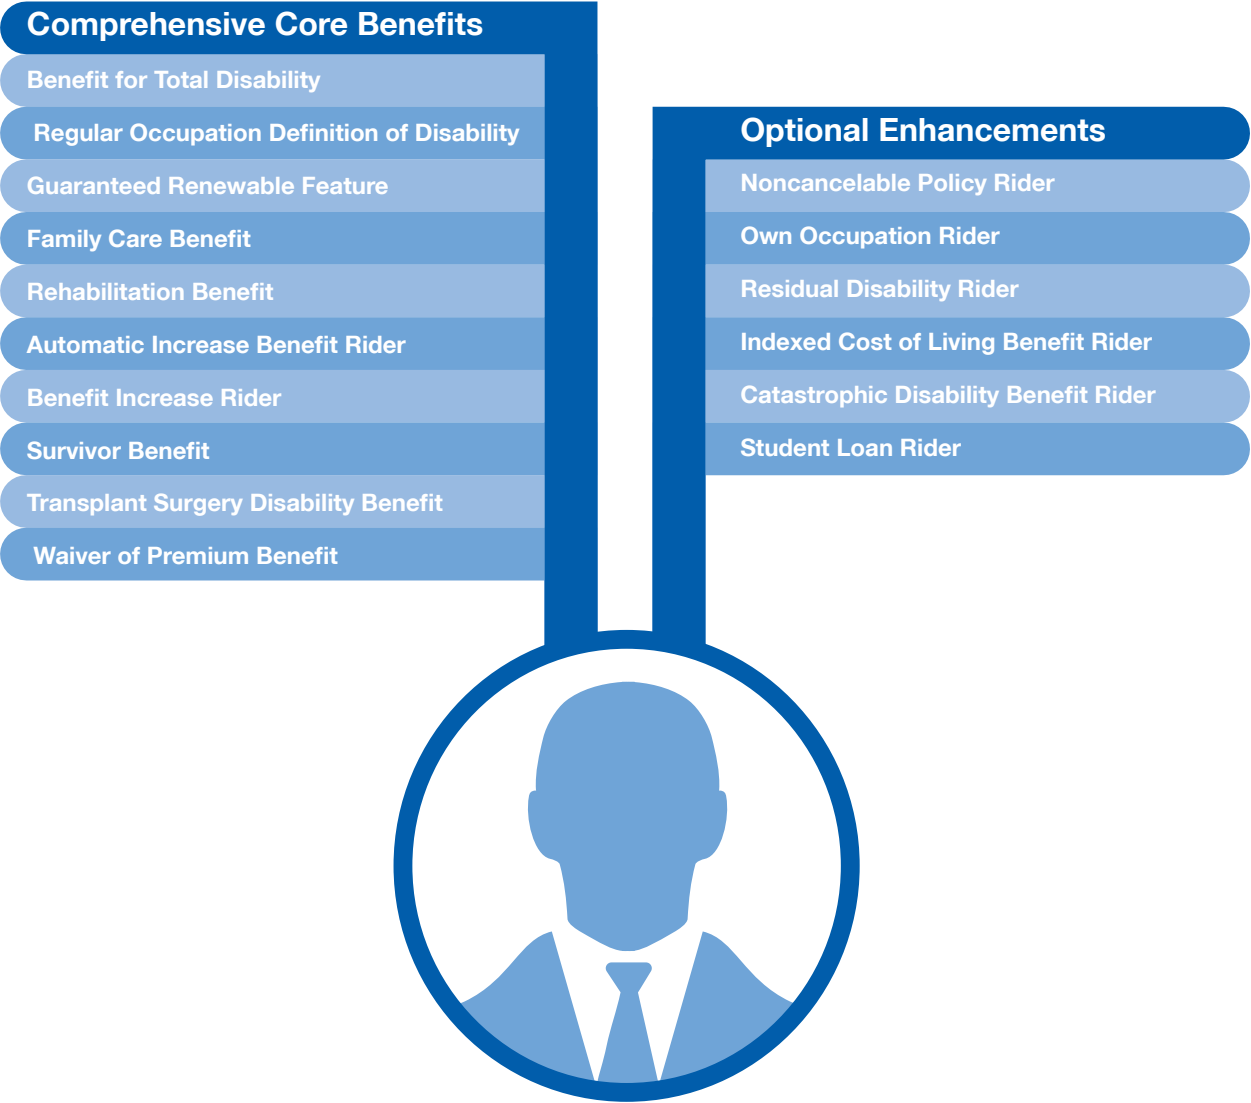 Comprehensive Core Benefits
Benefit for Total Disability
Regular Occupation Definition of Disability
Guaranteed Renewable Feature
Family Care Benefit
Rehabilitation Benefit
Automatic Increase Benefit Rider
Benefit Increase Rider
Survivor Benefit
Transplant Surgery Disability Benefit
Waiver of Premium Benefit
Optional Enhancements
Noncancelable Policy Rider
Own Occupation Rider
Residual Disability Rider
Indexed Cost of Living Benefit Rider
Catastrophic Disability Benefit Rider
Student Loan Rider